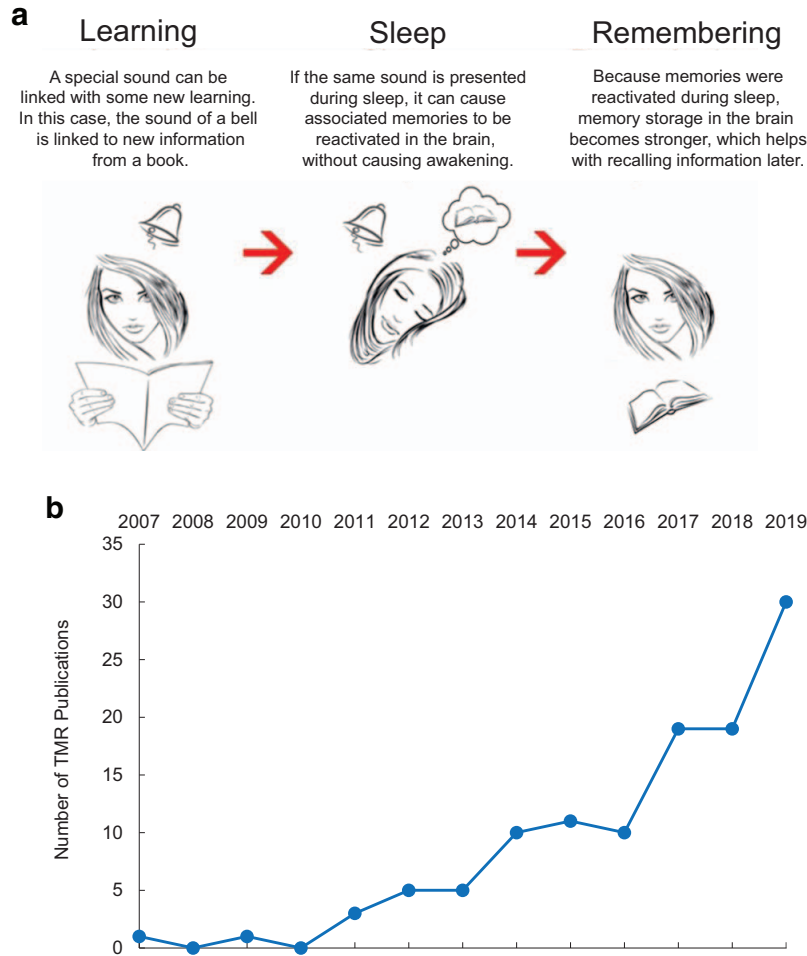 a
Learning
Sleep
Remembering
A special sound can be
linked with some new learning.
In this case, the sound of a bell
is linked to new information
from a book.
If the same sound is presented
during sleep, it can cause
associated memories to be
reactivated in the brain,
without causing awakening.
Because memories were
reactivated during sleep,
memory storage in the brain
becomes stronger, which helps
with recalling information later.
b
2007 2008 2009 2010 2011 2012 2013 2014 2015 2016 2017 2018 2019
35
30
25
20
15
10
5
0
Number of TMR Publications